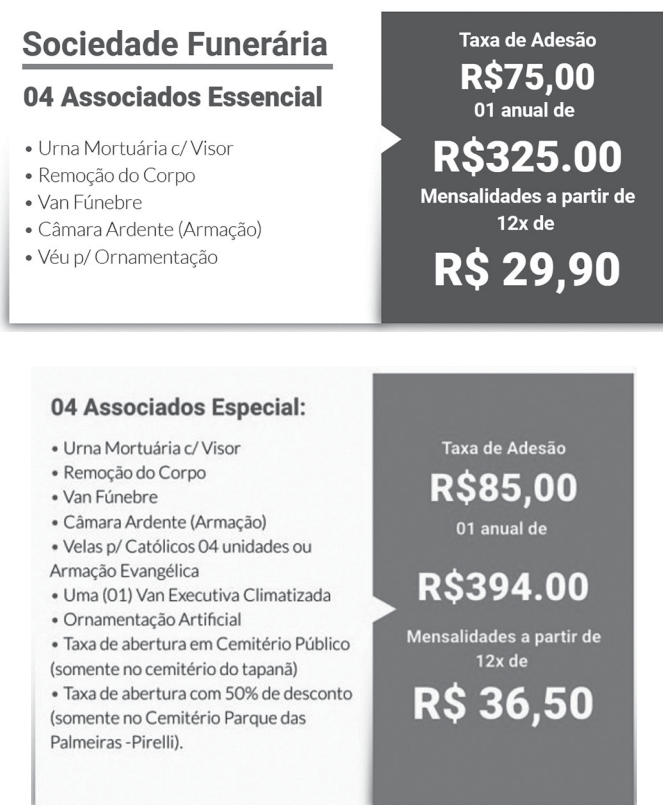 Sociedade Funerária
04 Associados Essencial
• Urna Mortuária c/ Visor
• Remoção do Corpo
• Van Fúnebre
• Câmara Ardente (Armação)
• Véu p/ Ornamentação
Taxa de Adesão
R$75,00
01 anual de
R$325.00
Mensalidades a partir de
12x de
R$ 29,90
04 Associados Especial:
• Urna Mortuária c/ Visor
• Remoção do Corpo
• Van Fúnebre
• Câmara Ardente (Armação)
• Velas p/ Católicos 04 unidades ou
Armação Evangélica
• Uma (01) Van Executiva Climatizada
• Ornamentação Artificial
• Taxa de abertura em Cemitério Público
(somente no cemitério do tapanã)
• Taxa de abertura com 50% de desconto
(somente no Cemitério Parque das
Palmeiras -Pirelli).
Taxa de Adesão
R$85,00
01 anual de
R$394.00
Mensalidades a partir de
12x de
R$ 36,50